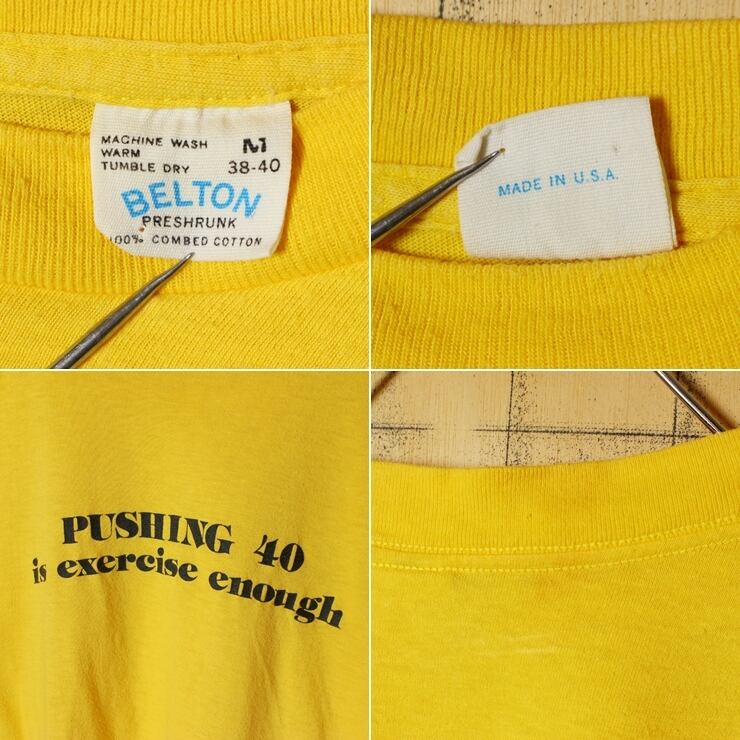 MACHINE WASH
WARM
TUMBLE DRY
M
38-40
BELTON
PRESHRUNK
100% COMBED COTTON
MADE IN U.S.A.
PUSHING 40
is exercise enough